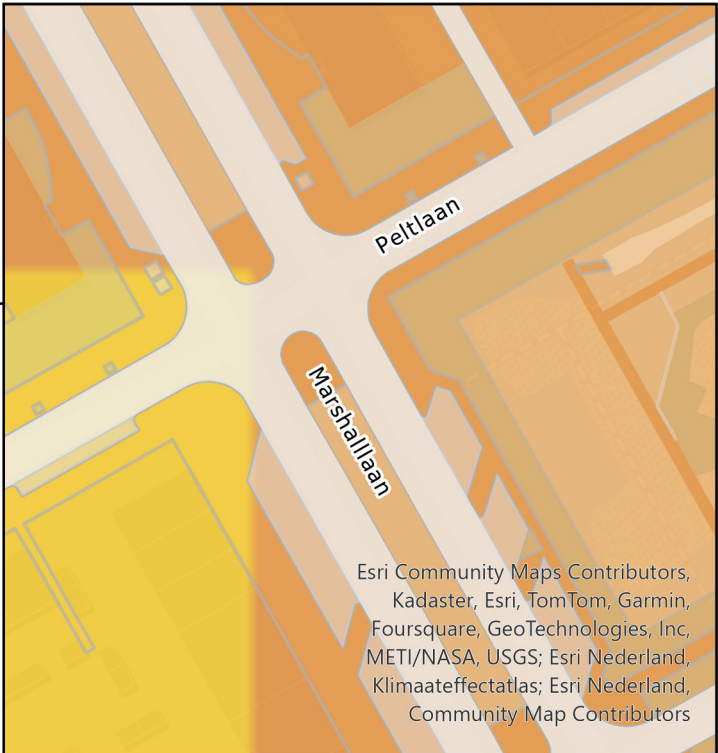 Peltlaan
Marshalllaan
Esri Community Maps Contributors,
Kadaster, Esri, TomTom, Garmin,
Foursquare, GeoTechnologies, Inc,
METI/NASA, USGS; Esri Nederland,
Klimaateffectatlas; Esri Nederland,
Community Map Contributors